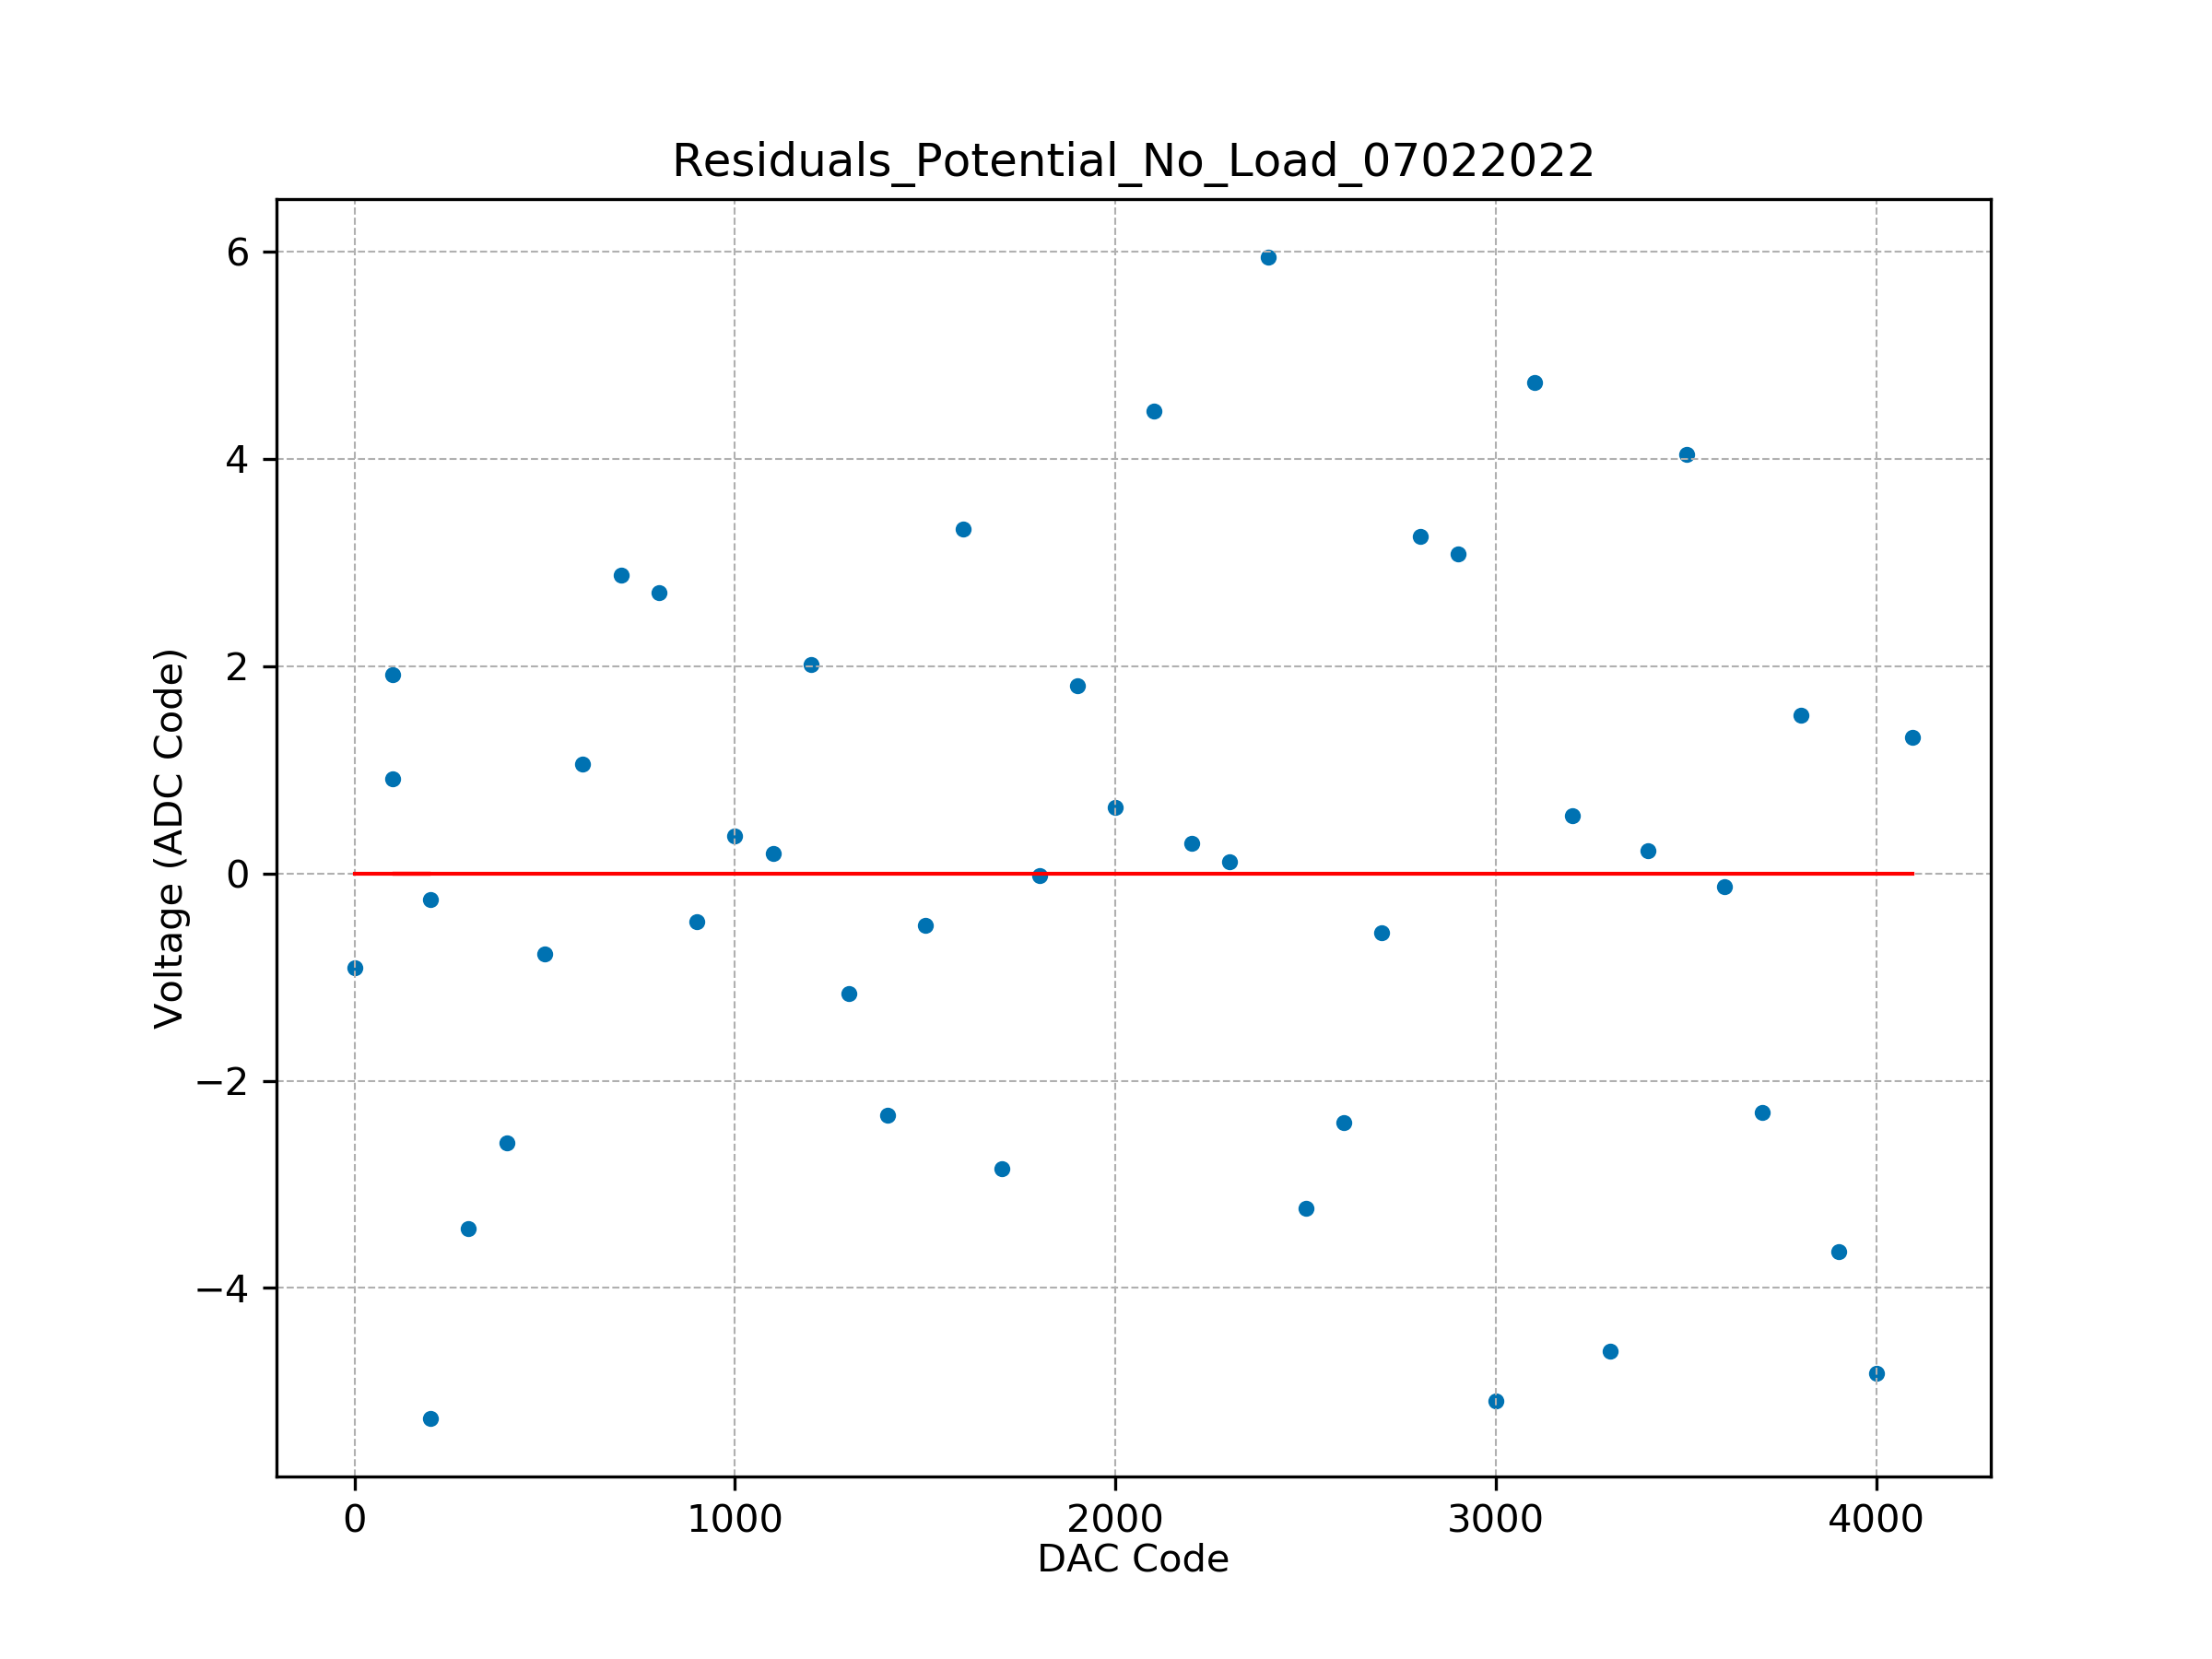 Residuals_Potential_No_Load_07022022
6
4
2
0
−2
−4
Voltage (ADC Code)
0 1000 2000 3000 4000
DAC Code